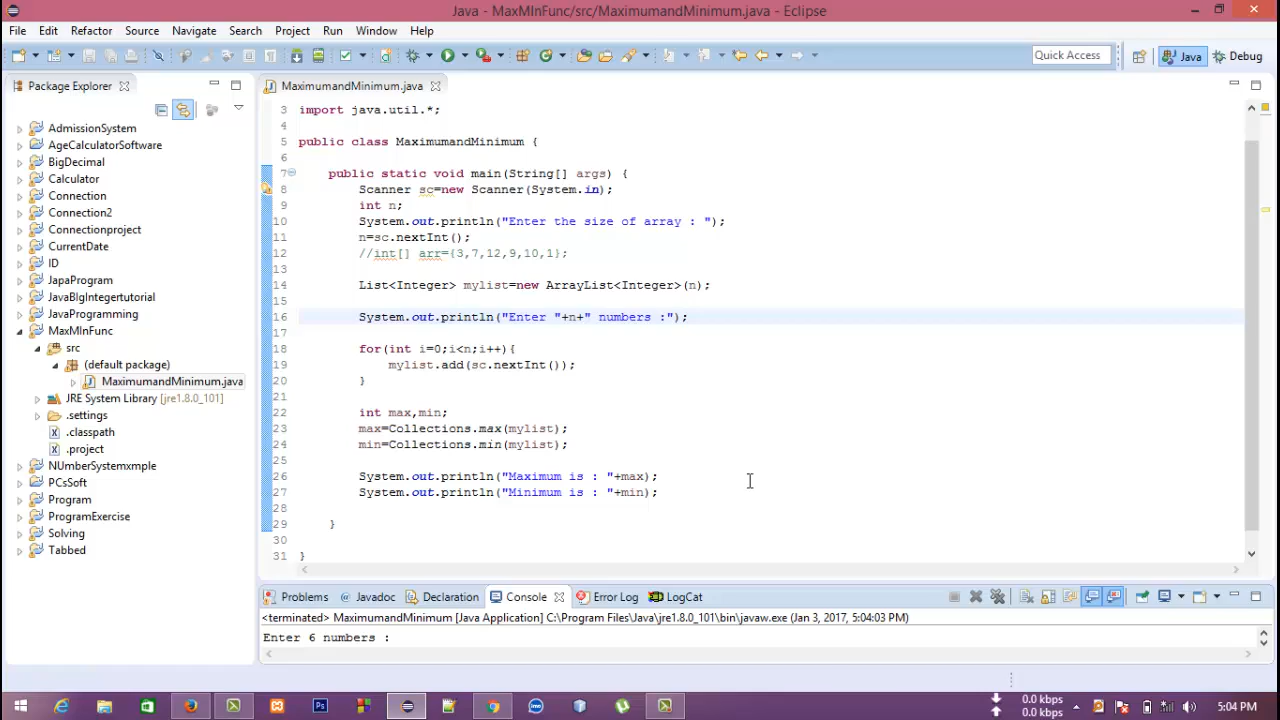 Java - MaxMInFunc/src/MaximumandMinimum.java - Eclipse
File Edit Refactor Source Navigate Search Project Run Window Help
Quick Access Java Debug
Package Explorer
AdmissionSystem
AgeCalculatorSoftware
BigDecimal
Calculator
Connection
Connection2
Connectionproject
CurrentDate
ID
JapaProgram
JavaBIgIntegertutorial
JavaProgramming
MaxMInFunc
src
(default package)
MaximumandMinimum.java
JRE System Library [jre1.8.0_101]
.settings
.classpath
.project
NUmberSystemxmple
PCsSoft
Program
ProgramExercise
Solving
Tabbed
MaximumandMinimum.java
3 import java.util.*;
4
5 public class MaximumandMinimum {
6
7 public static void main(String[] args) {
8 Scanner sc=new Scanner(System.in);
9 int n;
10 System.out.println("Enter the size of array : ");
11 n=sc.nextInt();
12 //int[] arr={3,7,12,9,10,1};
13
14 List<Integer> mylist=new ArrayList<Integer>(n);
15
16 System.out.println("Enter "+n+" numbers :");
17
18 for(int i=0;i<n;i++){
19 mylist.add(sc.nextInt());
20 }
21
22 int max,min;
23 max=Collections.max(mylist);
24 min=Collections.min(mylist);
25
26 System.out.println("Maximum is : "+max);
27 System.out.println("Minimum is : "+min);
28
29 }
30
31 }
Problems Javadoc Declaration Console Error Log LogCat
<terminated> MaximumandMinimum [Java Application] C:\Program Files\Java\jre1.8.0_101\bin\javaw.exe (Jan 3, 2017, 5:04:03 PM)
Enter 6 numbers :
0.0 kbps
0.0 kbps
5:04 PM